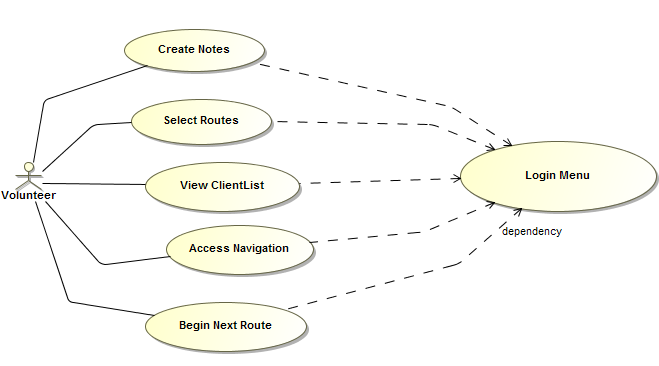 Create Notes
Select Routes
Login Menu
View ClientList
Volunteer
dependency
Access Navigation
Begin Next Route